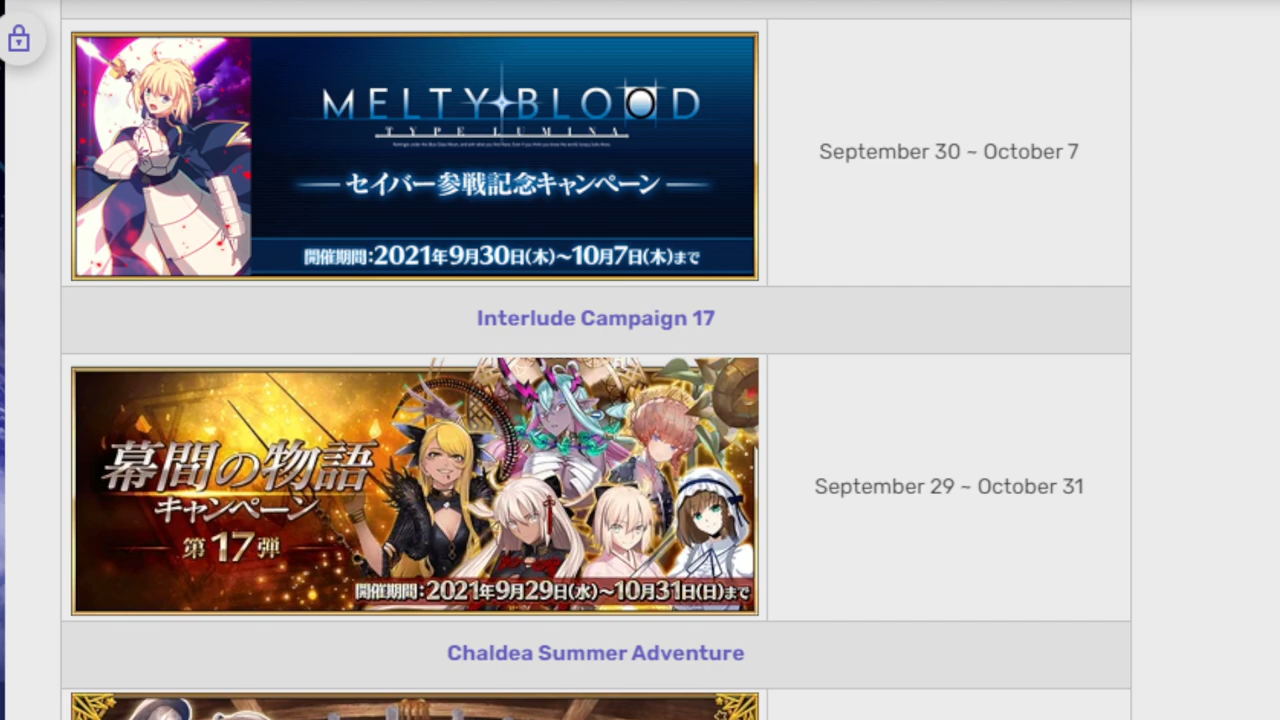 MELTY BLOOD
TYPE LUMINA
セイバー参戦記念キャンペーン
開催期間:2021年9月30日(木)~10月7日(木)まで
September 30 ~ October 7
Interlude Campaign 17
幕間の物語
キャンペーン
第17弾
開催期間:2021年9月29日(水)~10月31日(日)まで
September 29 ~ October 31
Chaldea Summer Adventure